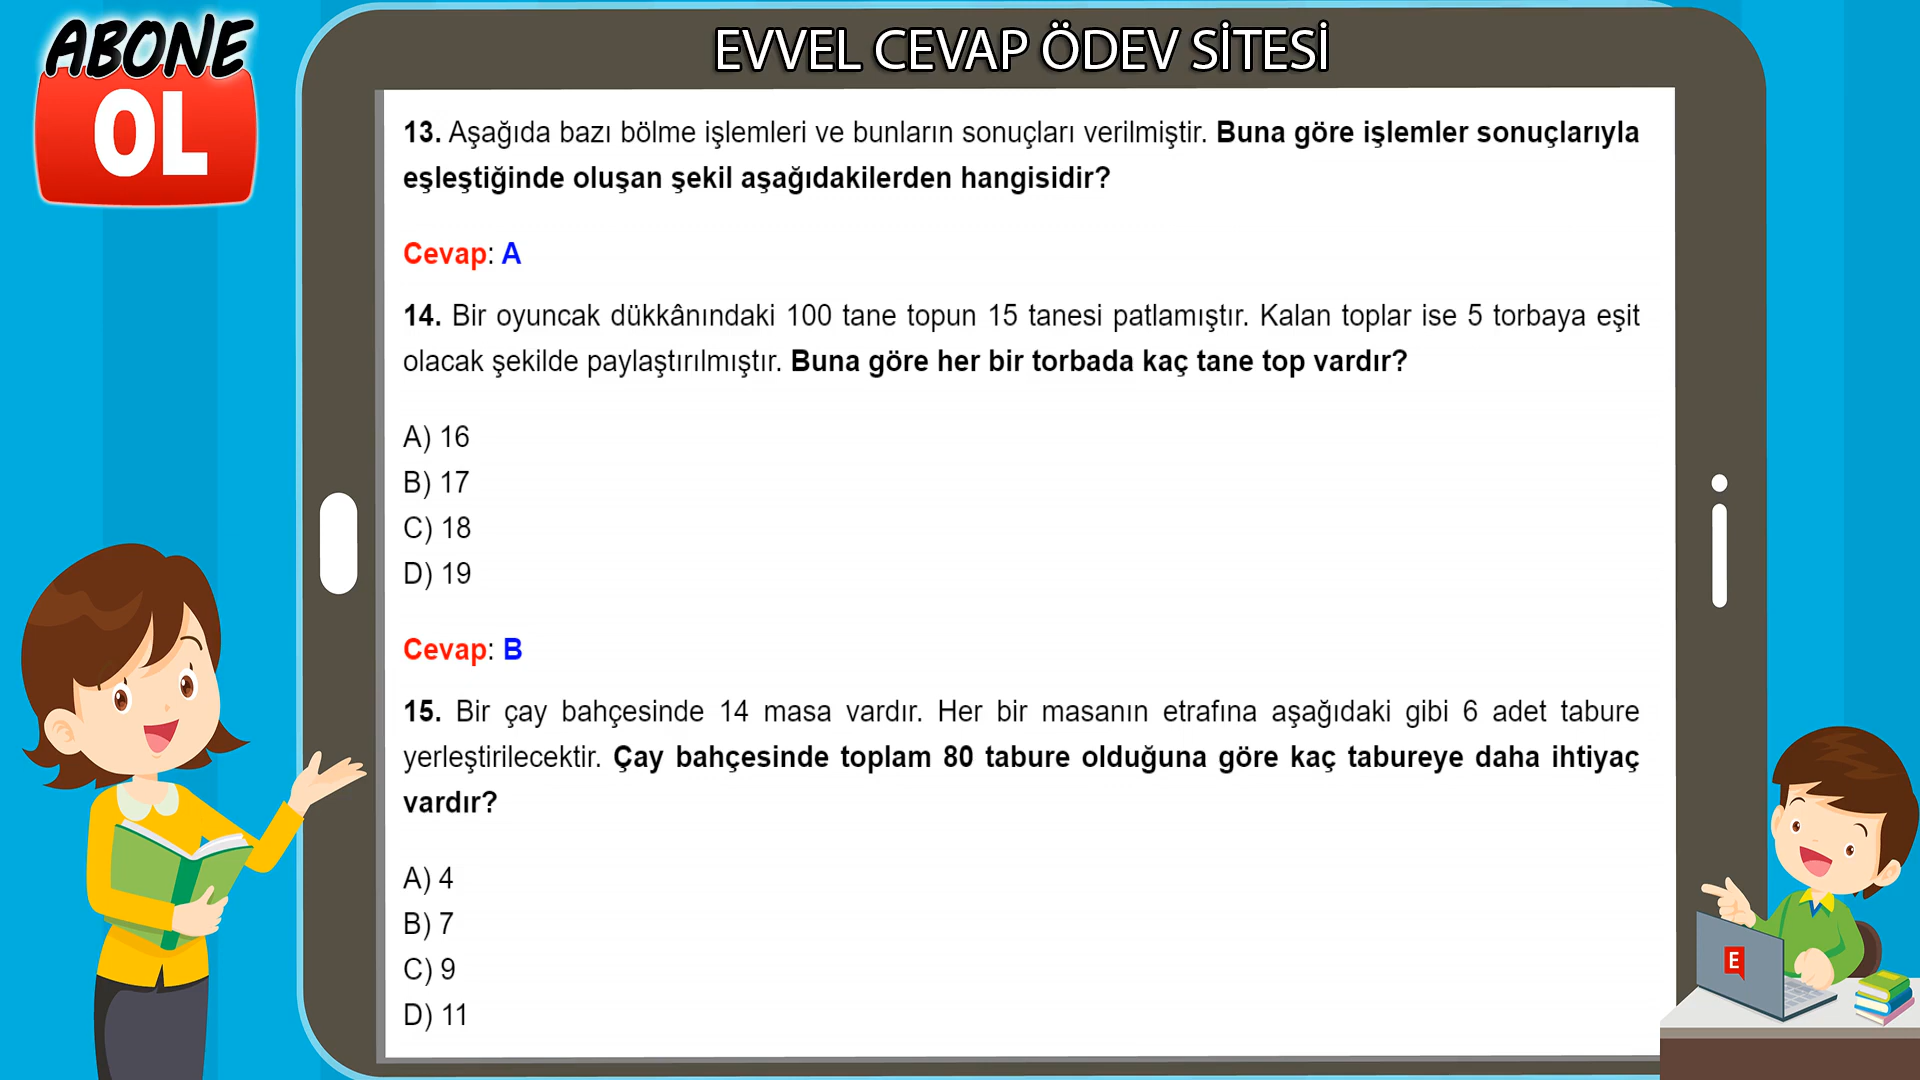 ABONE
OL
EVVEL CEVAP ÖDEV SİTESİ
13. Aşağıda bazı bölme işlemleri ve bunların sonuçları verilmiştir. Buna göre işlemler sonuçlarıyla
eşleştiğinde oluşan şekil aşağıdakilerden hangisidir?
Cevap: A
14. Bir oyuncak dükkânındaki 100 tane topun 15 tanesi patlamıştır. Kalan toplar ise 5 torbaya eşit
olacak şekilde paylaştırılmıştır. Buna göre her bir torbada kaç tane top vardır?
A) 16
B) 17
C) 18
D) 19
Cevap: B
15. Bir çay bahçesinde 14 masa vardır. Her bir masanın etrafına aşağıdaki gibi 6 adet tabure
yerleştirilecektir. Çay bahçesinde toplam 80 tabure olduğuna göre kaç tabureye daha ihtiyaç
vardır?
A) 4
B) 7
C) 9
D) 11
E